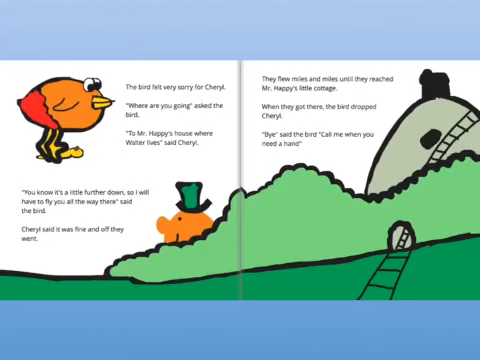 The bird felt very sorry for Cheryl.
"Where are you going" asked the
bird.
"To Mr. Happy's house where
Walter lives" said Cheryl.
"You know it's a little further down, so I will
have to fly you all the way there" said
the bird.
Cheryl said it was fine and off they
went.
They flew miles and miles until they reached
Mr. Happy's little cottage.
When they got there, the bird dropped
Cheryl.
"Bye" said the bird "Call me when you
need a hand"